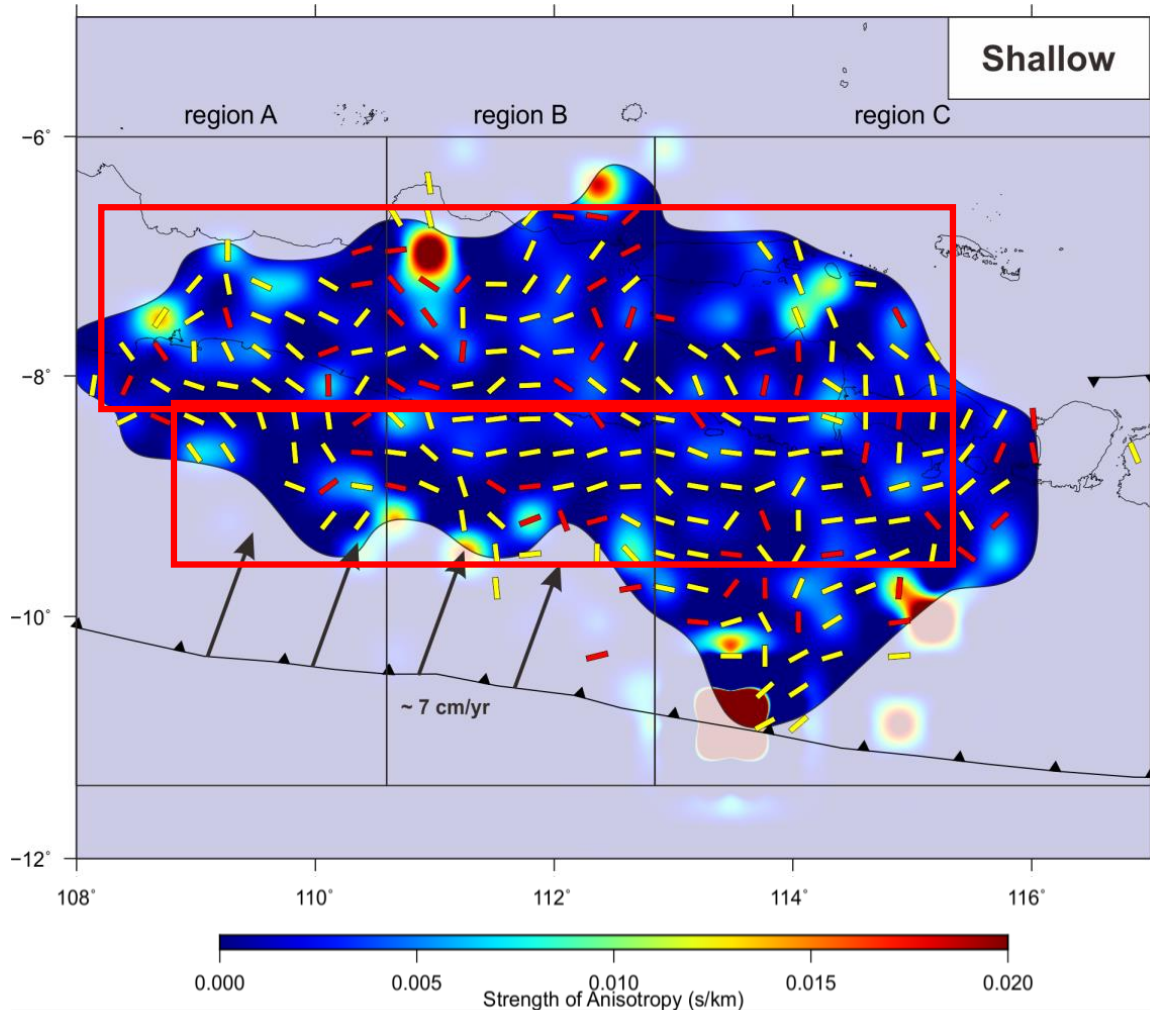 Shallow
region A
region B
region C
−6˚
−8˚
−10˚
−12˚
~ 7 cm/yr
108˚
110˚
112˚
114˚
116˚
0.000
0.005
0.010
0.015
0.020
Strength of Anisotropy (s/km)